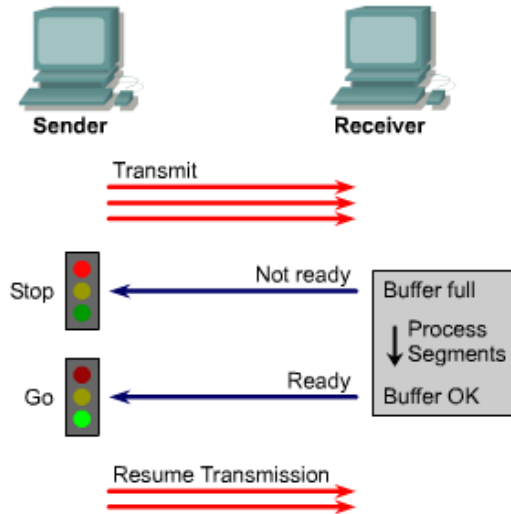 Sender
Receiver
Transmit
Not ready
Stop
Buffer full
Process
Segments
Ready
Go
Buffer OK
Resume Transmission